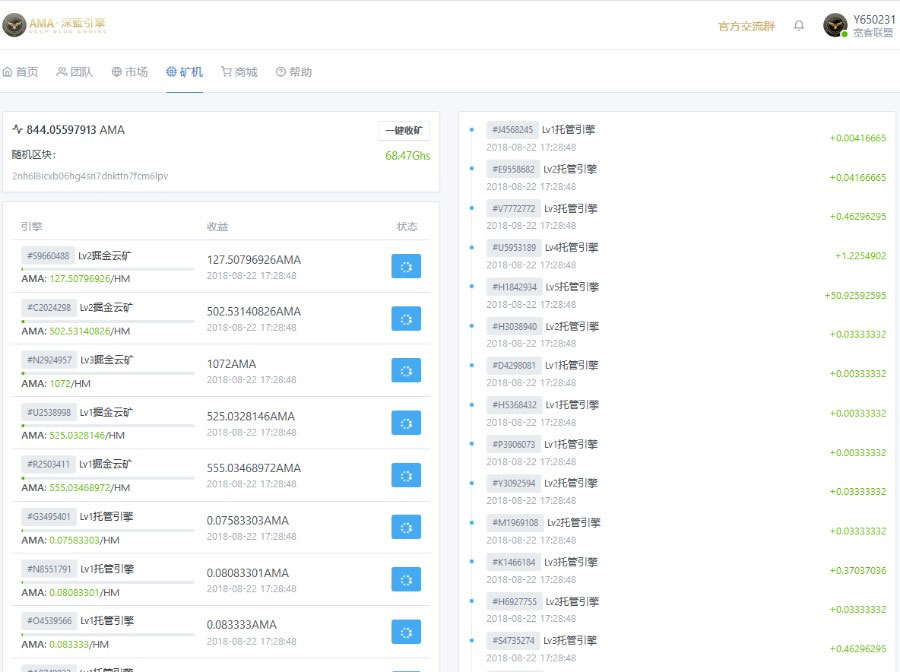 AMA·深蓝引擎
DEEP BLUE ENGINE
官方交流群
Y650231
宽客联盟
首页
团队
市场
矿机
商城
帮助
844.05597913 AMA
一键收矿
随机区块:
68.47Ghs
2nh6l8icxb06hg4sn7dnkttn7fcm6lpv
引擎 收益 状态
#S9660488 Lv2掘金云矿
127.50796926AMA
2018-08-22 17:28:48
AMA: 127.50796926/HM
#C2024298 Lv2掘金云矿
502.53140826AMA
2018-08-22 17:28:48
AMA: 502.53140826/HM
#N2924957 Lv3掘金云矿
1072AMA
2018-08-22 17:28:48
AMA: 1072/HM
#U2538998 Lv1掘金云矿
525.0328146AMA
2018-08-22 17:28:48
AMA: 525.0328146/HM
#R2503411 Lv1掘金云矿
555.03468972AMA
2018-08-22 17:28:48
AMA: 555.03468972/HM
#G3495401 Lv1托管引擎
0.07583303AMA
2018-08-22 17:28:48
AMA: 0.07583303/HM
#N8551791 Lv1托管引擎
0.08083301AMA
2018-08-22 17:28:48
AMA: 0.08083301/HM
#O4539566 Lv1托管引擎
0.083333AMA
2018-08-22 17:28:48
AMA: 0.083333/HM
#J4568245 Lv1托管引擎
+0.00416665
2018-08-22 17:28:48
#E9558682 Lv2托管引擎
+0.04166665
2018-08-22 17:28:48
#V7772772 Lv3托管引擎
+0.46296295
2018-08-22 17:28:48
#U5953189 Lv4托管引擎
+1.2254902
2018-08-22 17:28:48
#H1842934 Lv5托管引擎
+50.92592595
2018-08-22 17:28:48
#H3038940 Lv2托管引擎
+0.03333332
2018-08-22 17:28:48
#D4298081 Lv1托管引擎
+0.00333332
2018-08-22 17:28:48
#H5368432 Lv1托管引擎
+0.00333332
2018-08-22 17:28:48
#P3906073 Lv1托管引擎
+0.00333332
2018-08-22 17:28:48
#Y3092594 Lv2托管引擎
+0.03333332
2018-08-22 17:28:48
#M1969108 Lv2托管引擎
+0.03333332
2018-08-22 17:28:48
#K1466184 Lv3托管引擎
+0.37037036
2018-08-22 17:28:48
#H6927755 Lv2托管引擎
+0.03333332
2018-08-22 17:28:48
#S4735274 Lv3托管引擎
+0.46296295
2018-08-22 17:28:48